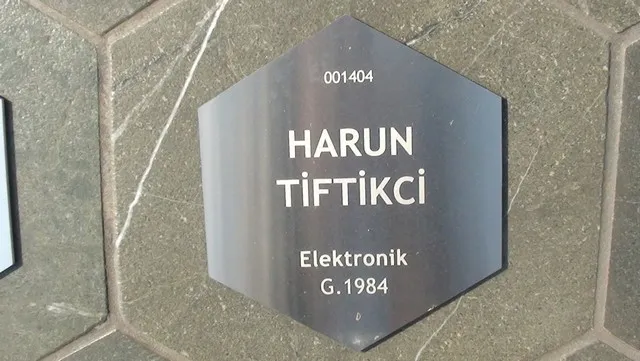 001404
HARUN
TİFTİKCİ
Elektronik
G.1984